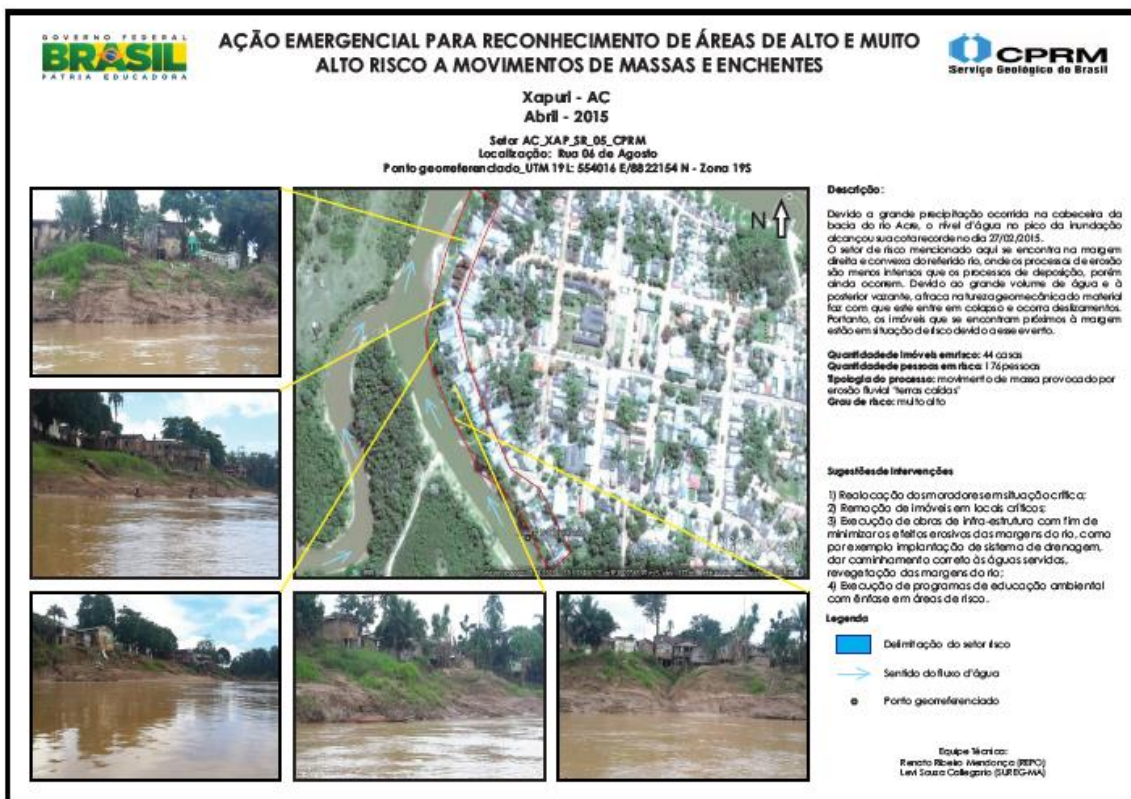 GOVERNO FEDERAL
BRASIL
PÁTRIA EDUCADORA
AÇÃO EMERGENCIAL PARA RECONHECIMENTO DE ÁREAS DE ALTO E MUITO
ALTO RISCO A MOVIMENTOS DE MASSAS E ENCHENTES
CPRM
Serviço Geológico do Brasil
Xapuri - AC
Abril - 2015
Setor AC_XAP_SR_05_CPRM
Localização: Rua 06 de Agosto
Ponto georreferenciado_UTM 19L: 554016 E/8822154 N - Zona 19S
N
Descrição:
Devido a grande precipitação ocorrida na cabeceira da
bacia do rio Acre, o nível d'água no pico da inundação
alcançou sua cota recorde no dia 27/02/2015.
O setor de risco mencionado aqui se encontra na margem
direita e convexa do referido rio, onde os processos de erosão
são menos intensos que os processos de deposição, porém
ainda ocorrem. Devido ao grande volume de água e à
posterior vazante, a fraca natureza geomecânica do material
faz com que este entre em colapso e ocorra deslizamentos.
Portanto, os imóveis que se encontram próximos à margem
estão em situação de risco devido a esse evento.
Quantidade de imóveis em risco: 44 casas
Quantidade de pessoas em risco: 176 pessoas
Tipologia do processo: movimento de massa provocado por
erosão fluvial "terras caídas"
Grau de risco: muito alto
Sugestões de Intervenções
1) Realocação dos moradores em situação crítica;
2) Remoção de imóveis em locais críticos;
3) Execução de obras de infra-estrutura com fim de
minimizar os efeitos erosivos das margens do rio, como
por exemplo implantação de sistema de drenagem,
dar caminhamento correto às águas servidas,
revegetação das margens do rio;
4) Execução de programas de educação ambiental
com ênfase em áreas de risco.
Legenda
Delimitação do setor risco
Sentido do fluxo d'água
Ponto georreferenciado
Equipe Técnica:
Renato Ribeiro Mendonça (REPO)
Levi Souza Callegario (SUREG-MA)